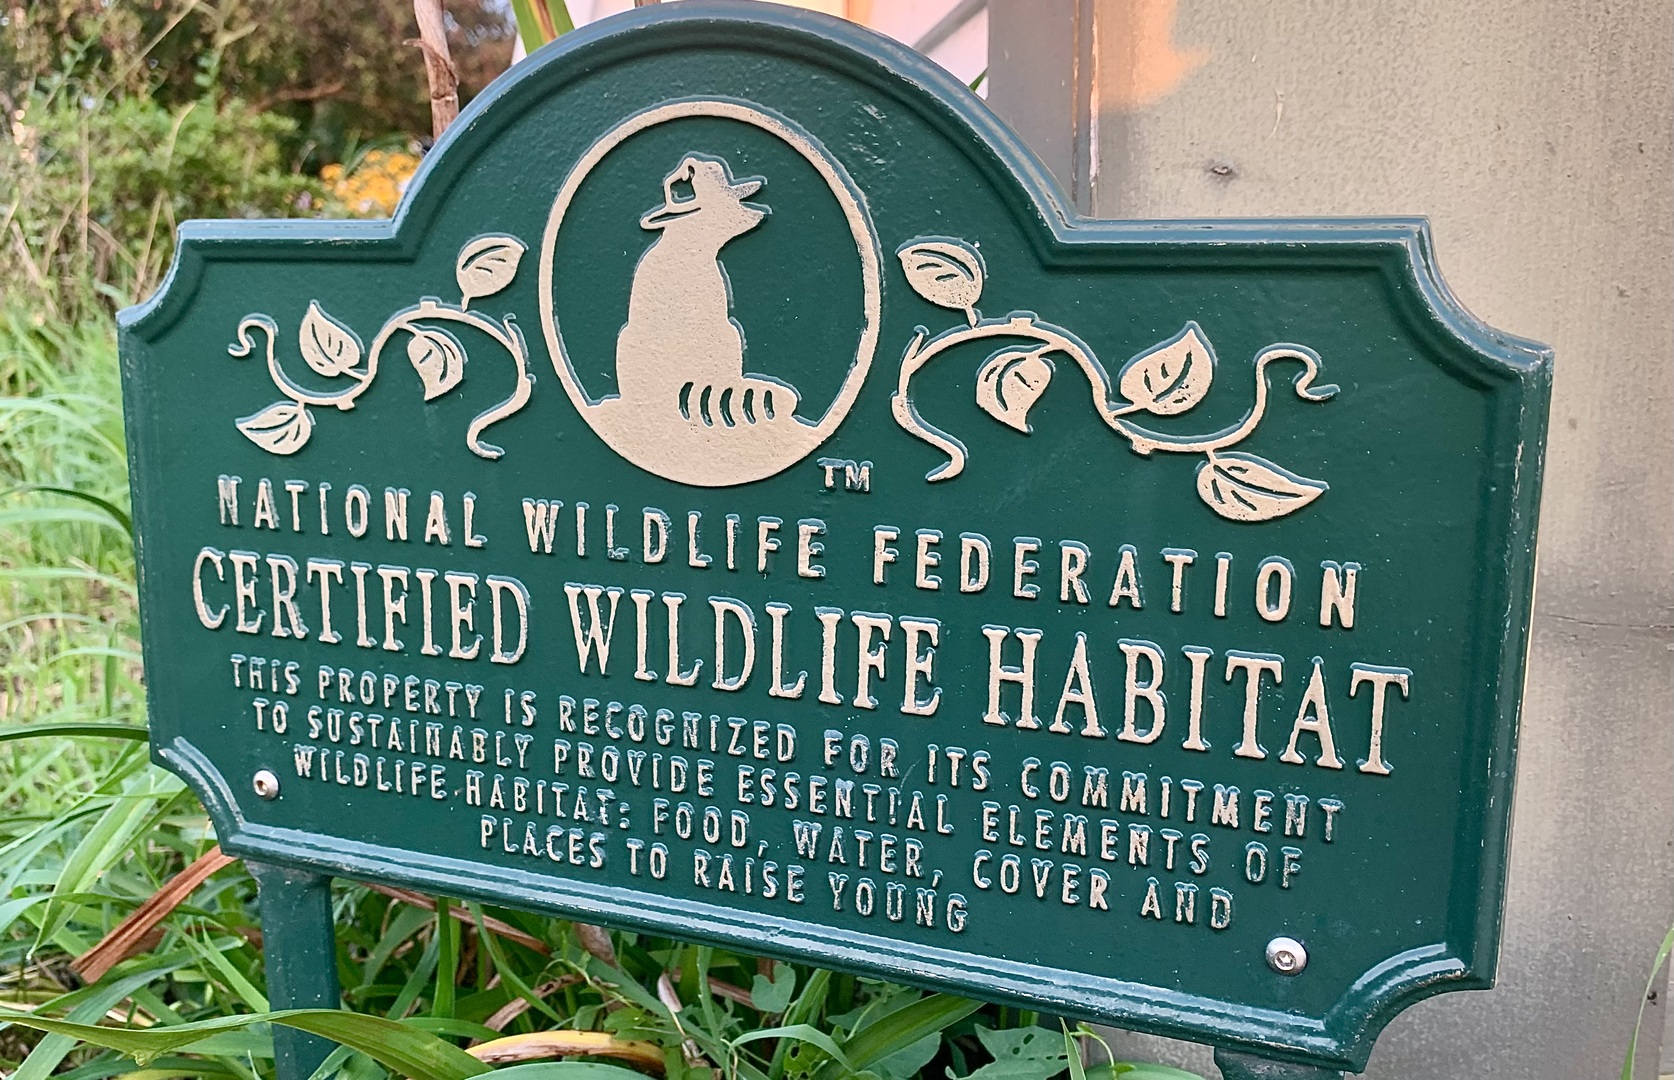 TM
NATIONAL WILDLIFE FEDERATION
CERTIFIED WILDLIFE HABITAT
THIS PROPERTY IS RECOGNIZED FOR ITS COMMITMENT
TO SUSTAINABLY PROVIDE ESSENTIAL ELEMENTS OF
WILDLIFE HABITAT: FOOD, WATER, COVER AND
PLACES TO RAISE YOUNG